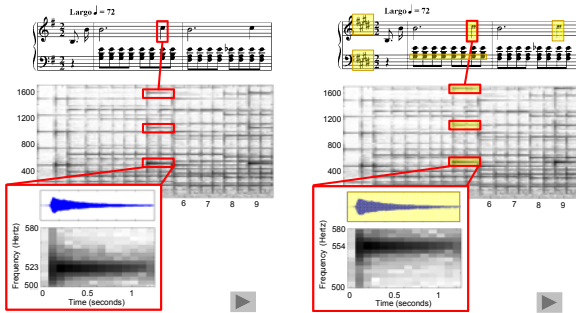 Largo ♩ = 72
1600
1200
800
400
6 7 8 9
580
523
500
Frequency (Hertz)
0 0.5 1
Time (seconds)
Largo ♩ = 72
1600
1200
800
400
6 7 8 9
580
554
500
Frequency (Hertz)
0 0.5 1
Time (seconds)